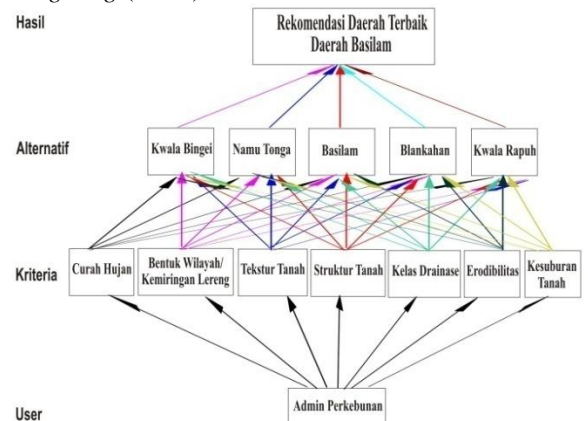 Hasil
Rekomendasi Daerah Terbaik
Daerah Basilam
Alternatif
Kwala Bingei
Namu Tonga
Basilam
Blankahan
Kwala Rapuh
Kriteria
Curah Hujan
Bentuk Wilayah/
Kemiringan Lereng
Tekstur Tanah
Struktur Tanah
Kelas Drainase
Erodibilitas
Kesuburan
Tanah
User
Admin Perkebunan